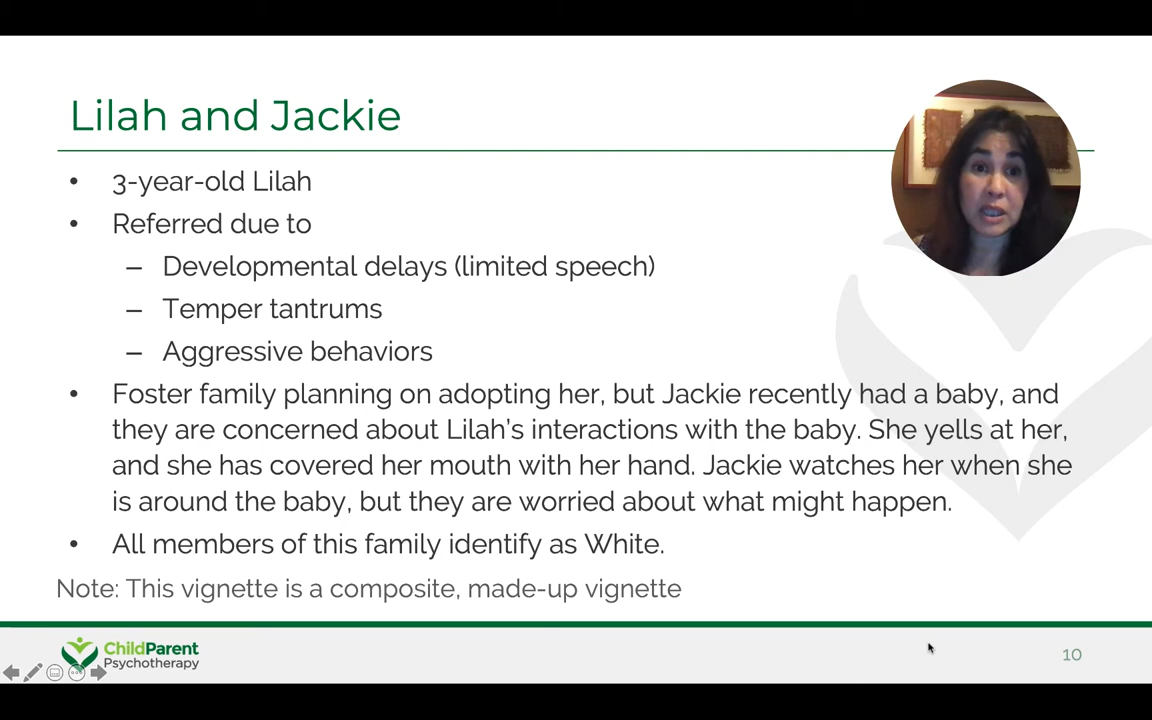 Lilah and Jackie
• 3-year-old Lilah
• Referred due to
– Developmental delays (limited speech)
– Temper tantrums
– Aggressive behaviors
• Foster family planning on adopting her, but Jackie recently had a baby, and
they are concerned about Lilah's interactions with the baby. She yells at her,
and she has covered her mouth with her hand. Jackie watches her when she
is around the baby, but they are worried about what might happen.
• All members of this family identify as White.
Note: This vignette is a composite, made-up vignette
ChildParent
Psychotherapy
10